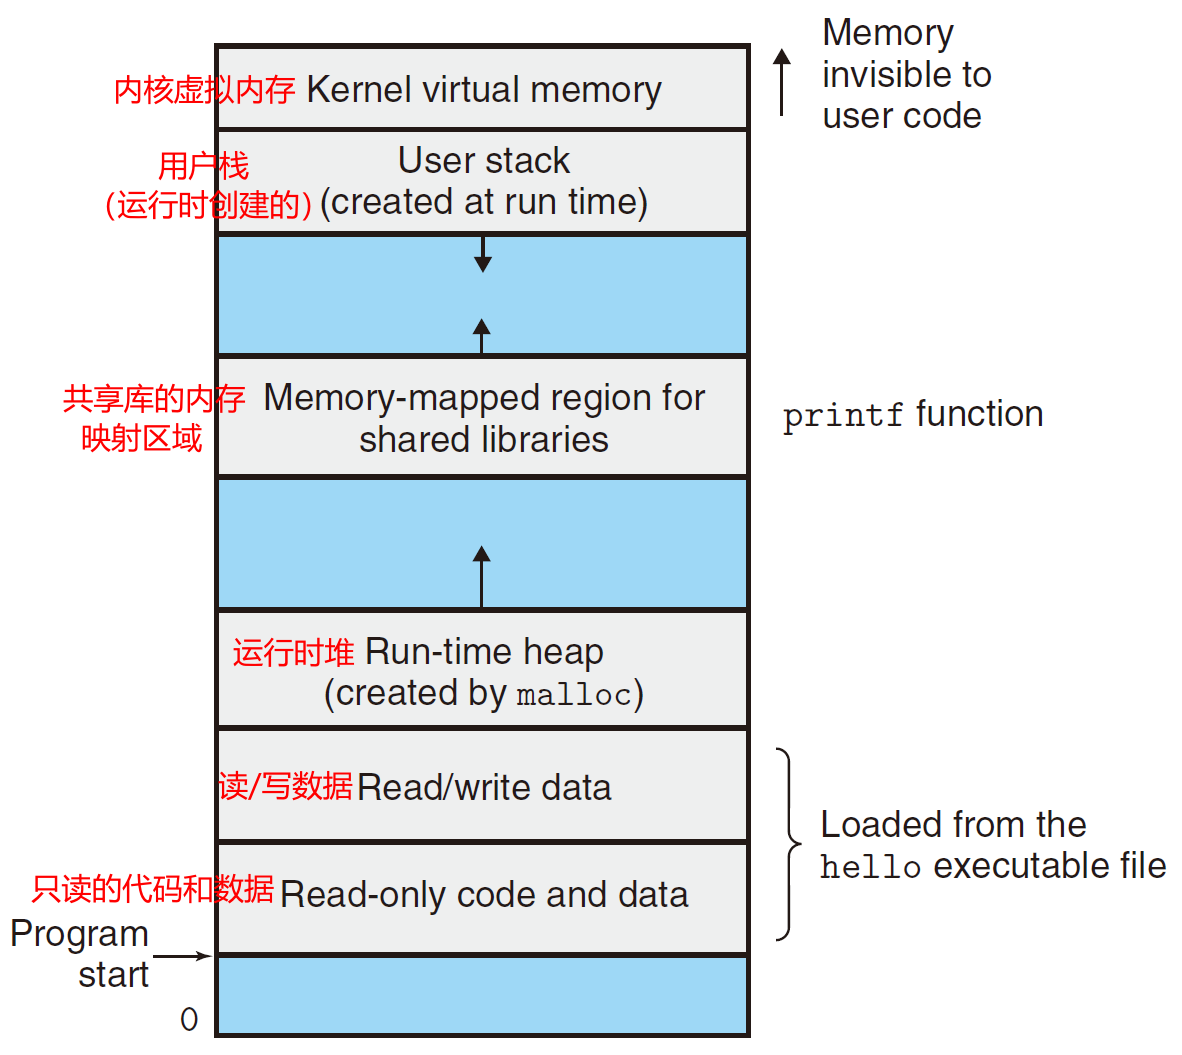 Memory
invisible to
user code
内核虚拟内存 Kernel virtual memory
用户栈
(运行时创建的)
User stack
(created at run time)
共享库的内存
映射区域
Memory-mapped region for
shared libraries
printf function
运行时堆 Run-time heap
(created by malloc)
读/写数据 Read/write data
Loaded from the
hello executable file
只读的代码和数据 Read-only code and data
Program
start
0